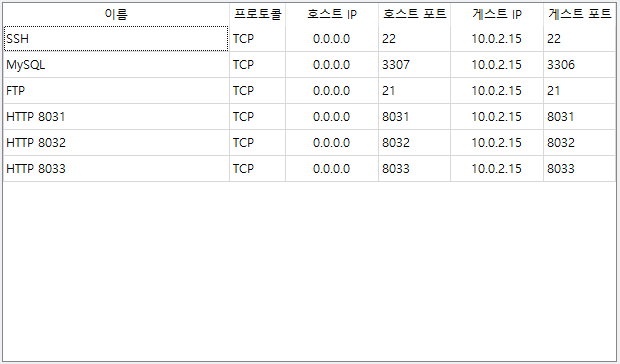 이름 프로토콜 호스트 IP 호스트 포트 게스트 IP 게스트 포트
SSH TCP 0.0.0.0 22 10.0.2.15 22
MySQL TCP 0.0.0.0 3307 10.0.2.15 3306
FTP TCP 0.0.0.0 21 10.0.2.15 21
HTTP 8031 TCP 0.0.0.0 8031 10.0.2.15 8031
HTTP 8032 TCP 0.0.0.0 8032 10.0.2.15 8032
HTTP 8033 TCP 0.0.0.0 8033 10.0.2.15 8033